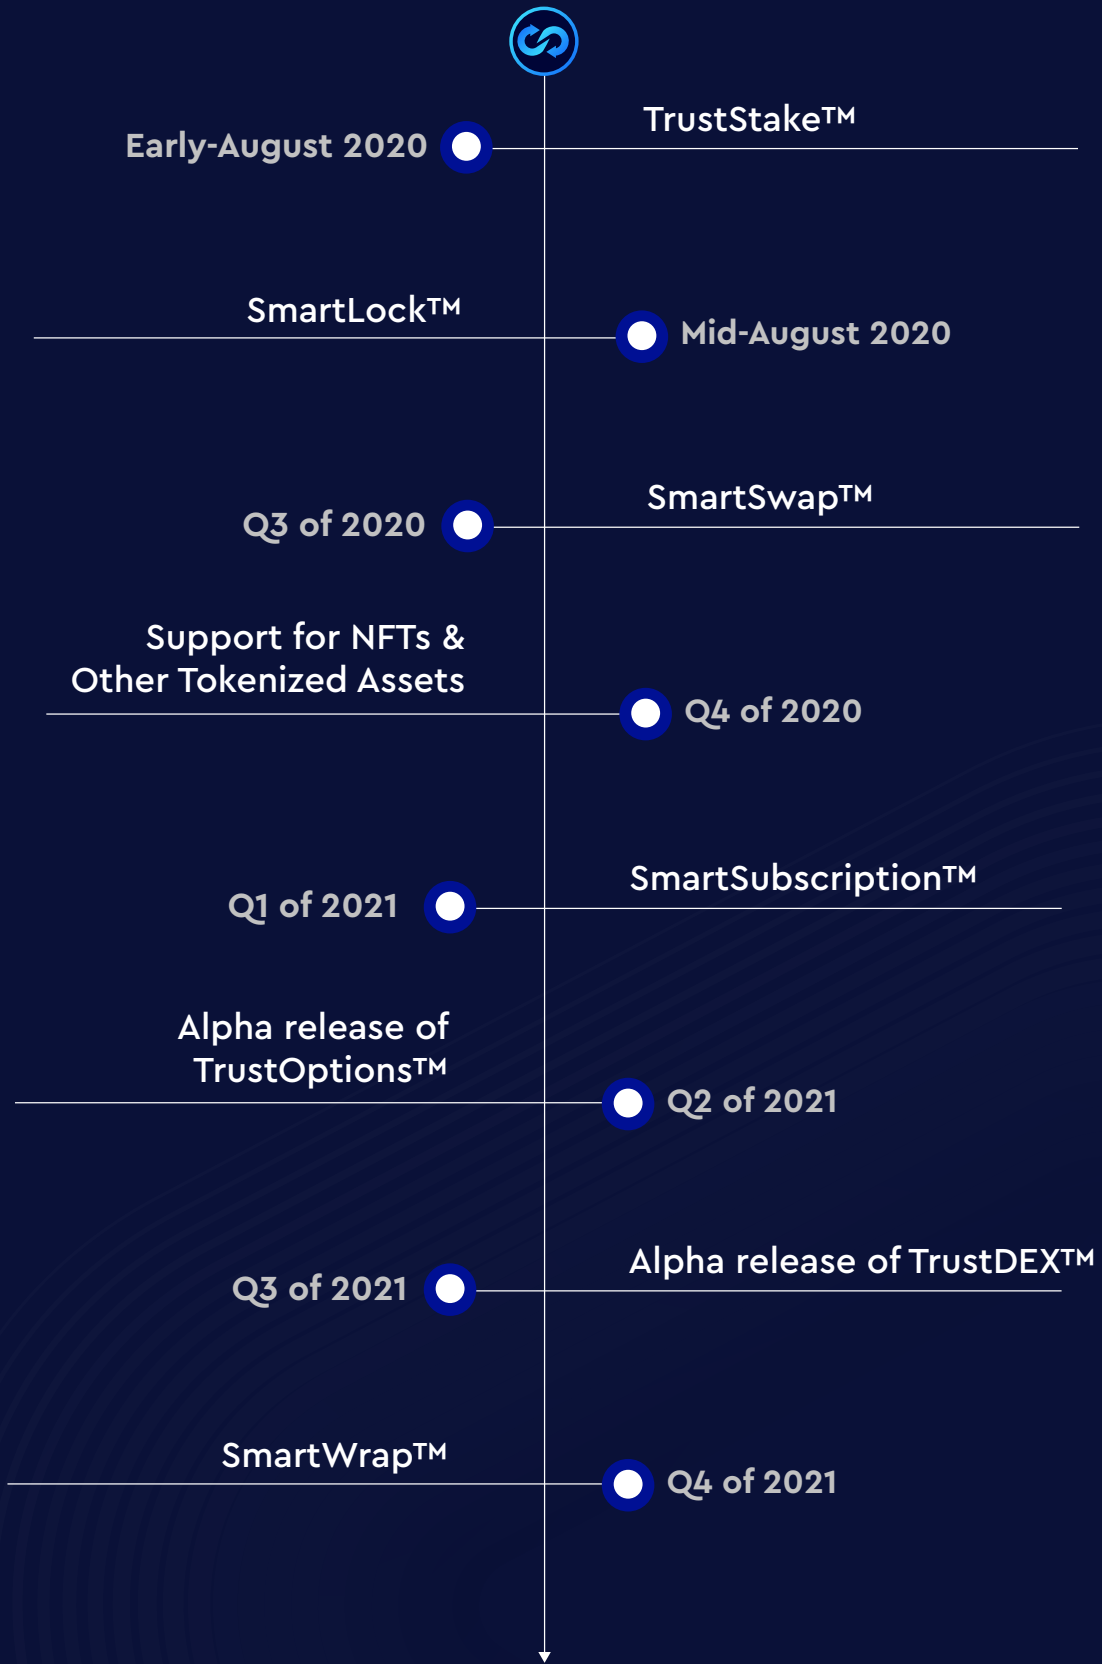 TrustStake™
Early-August 2020
SmartLock™
Mid-August 2020
SmartSwap™
Q3 of 2020
Support for NFTs &
Other Tokenized Assets
Q4 of 2020
SmartSubscription™
Q1 of 2021
Alpha release of
TrustOptions™
Q2 of 2021
Alpha release of TrustDEX™
Q3 of 2021
SmartWrap™
Q4 of 2021